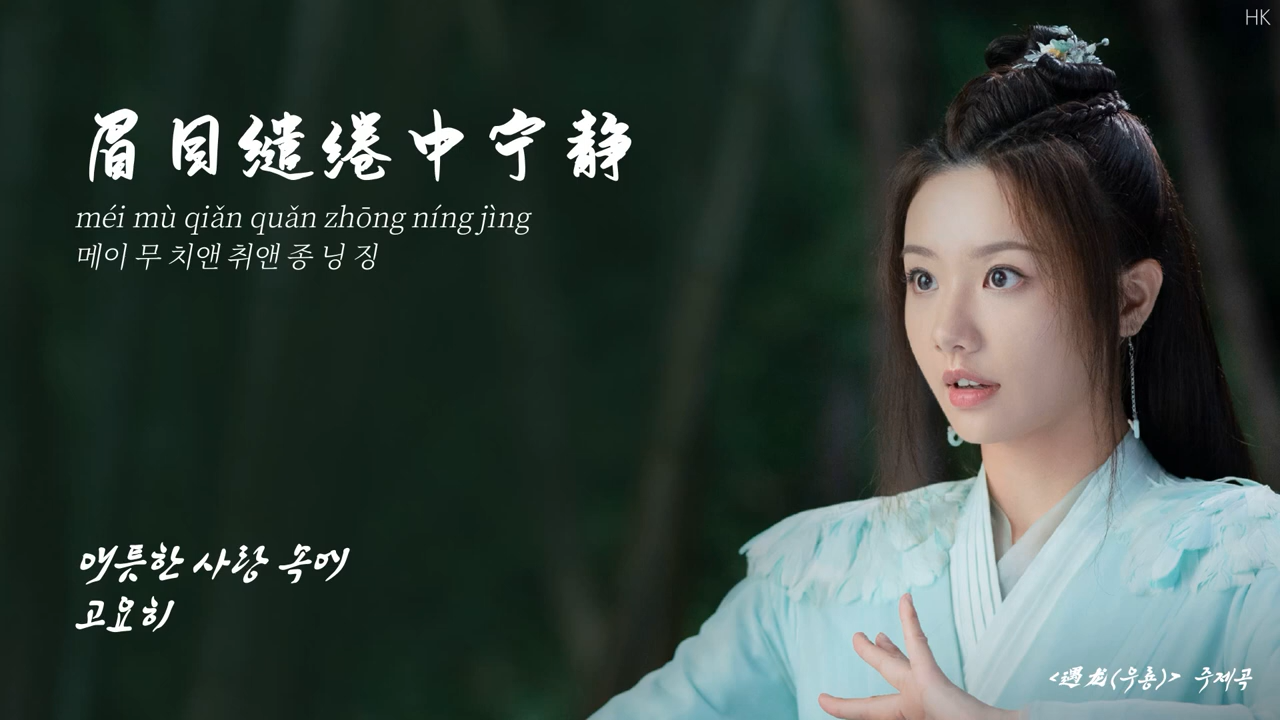 HK
眉目缱绻中宁静
méi mù qiǎn quǎn zhōng níng jìng
메이 무 치앤 취앤 종 닝 징
애틋한 사랑 속에
고요히
<遇龙(우룡)> 주제곡